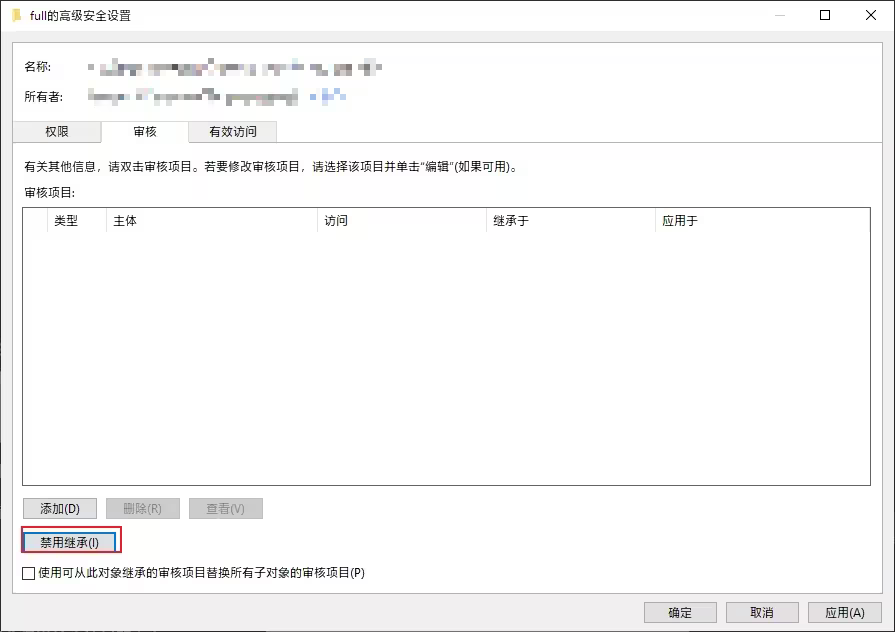 full的高级安全设置
名称:
所有者:
权限 审核 有效访问
有关其他信息，请双击审核项目。若要修改审核项目，请选择该项目并单击“编辑”(如果可用)。
审核项目:
类型 主体 访问 继承于 应用于
添加(D) 删除(R) 查看(V)
禁用继承(I)
使用可从此对象继承的审核项目替换所有子对象的审核项目(P)
确定 取消 应用(A)